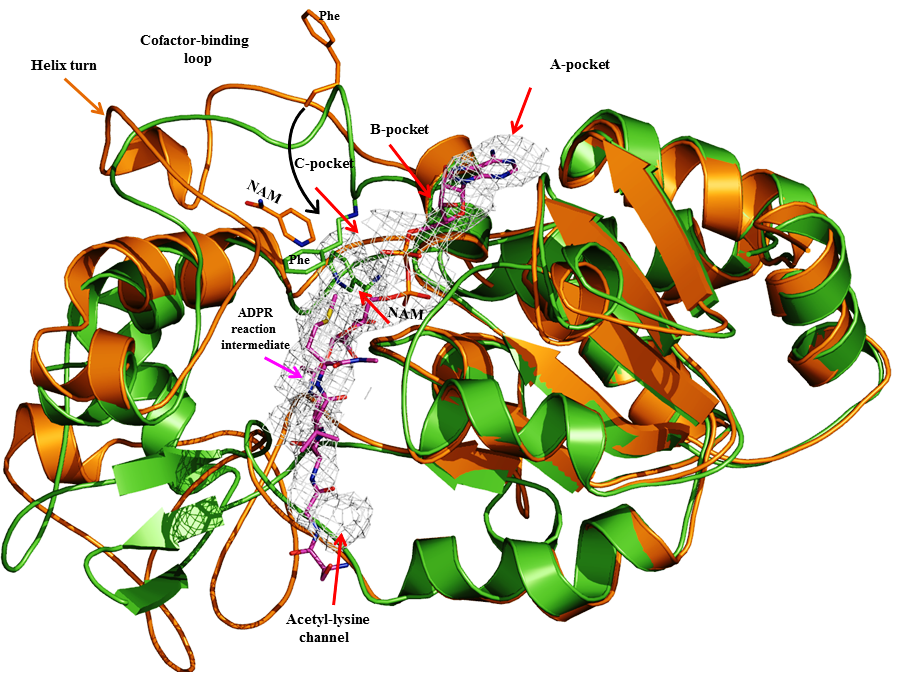 Phe
Cofactor-binding
loop
Helix turn
A-pocket
B-pocket
C-pocket
NAM
Phe
NAM
ADPR
reaction
intermediate
Acetyl-lysine
channel